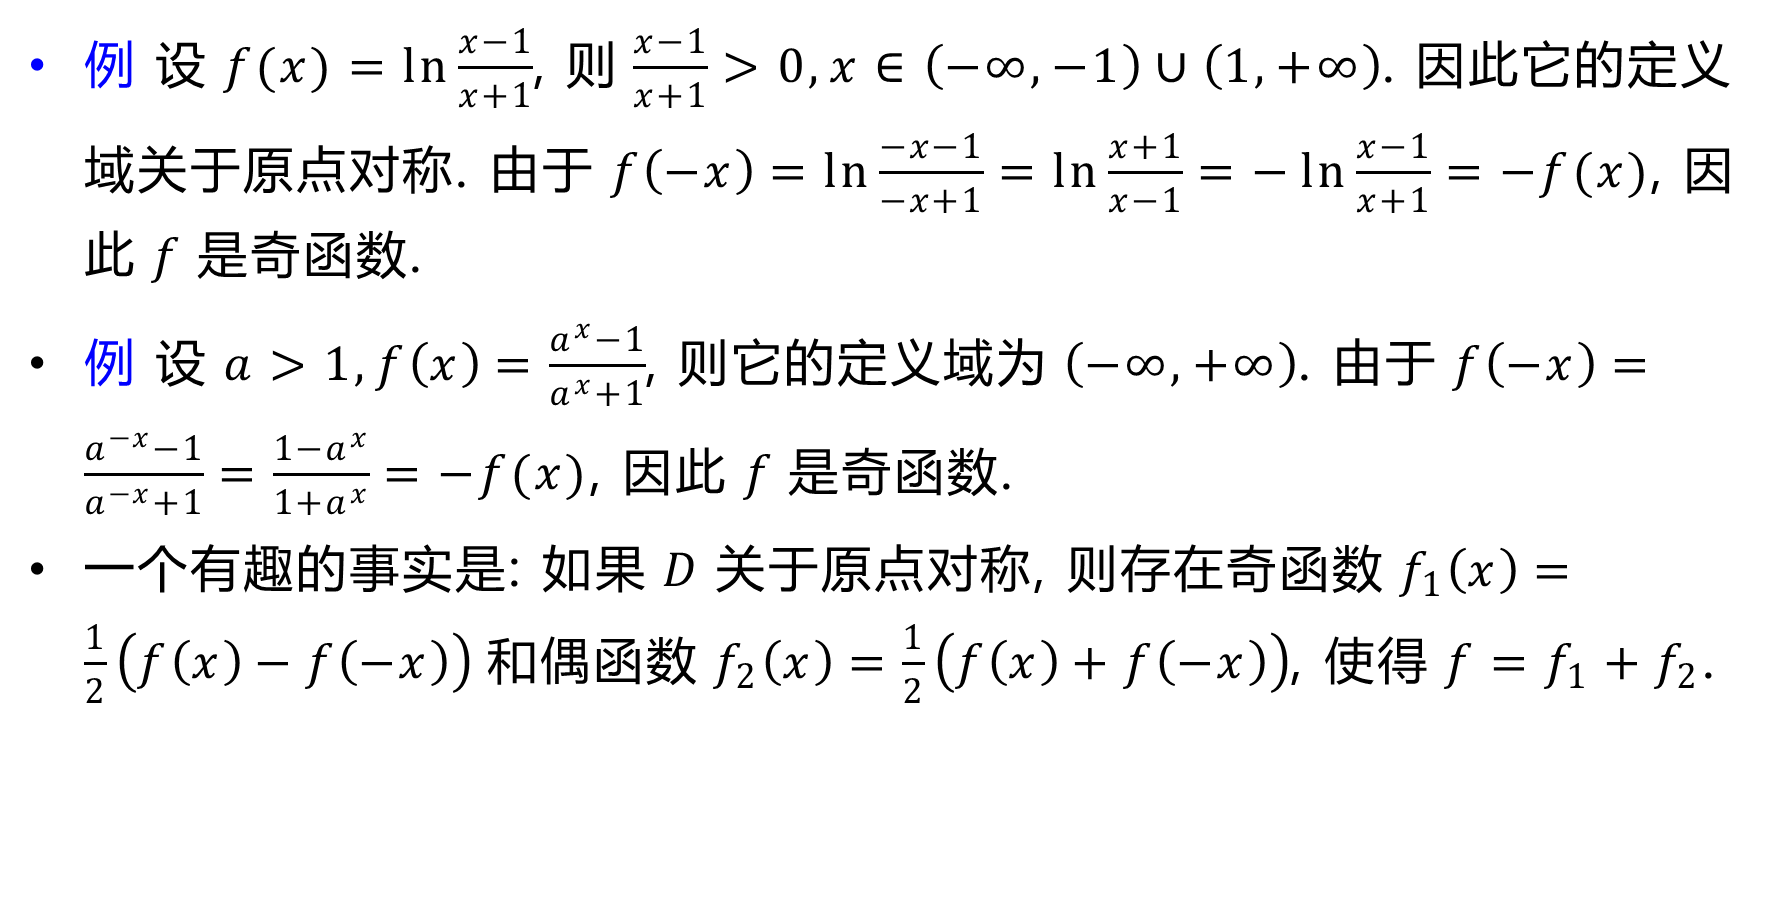 • 例 设 f(x) = ln (x−1)/(x+1), 则 (x−1)/(x+1) > 0, x ∈ (−∞, −1) ∪ (1, +∞). 因此它的定义
域关于原点对称. 由于 f(−x) = ln (−x−1)/(−x+1) = ln (x+1)/(x−1) = − ln (x−1)/(x+1) = −f(x), 因
此 f 是奇函数.
• 例 设 a > 1, f(x) = (aˣ−1)/(aˣ+1), 则它的定义域为 (−∞, +∞). 由于 f(−x) =
(a⁻ˣ−1)/(a⁻ˣ+1) = (1−aˣ)/(1+aˣ) = −f(x), 因此 f 是奇函数.
• 一个有趣的事实是: 如果 D 关于原点对称, 则存在奇函数 f₁(x) =
1/2 (f(x) − f(−x)) 和偶函数 f₂(x) = 1/2 (f(x) + f(−x)), 使得 f = f₁ + f₂.